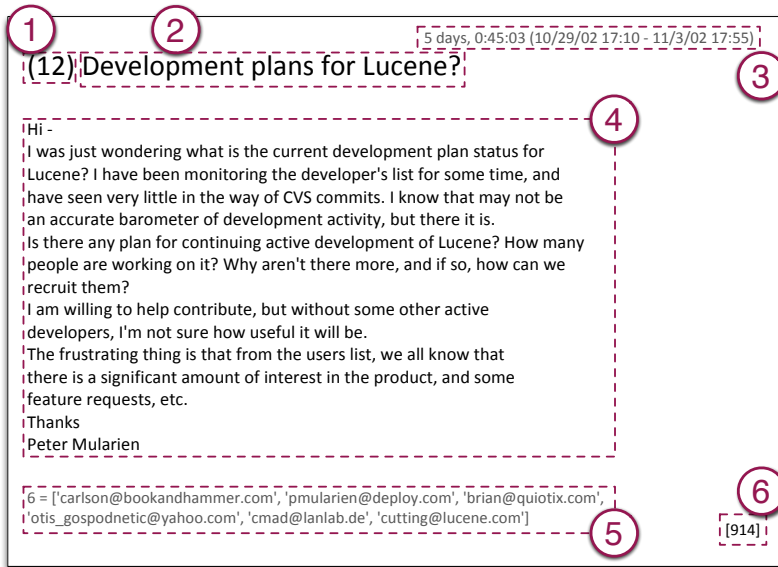 1
2
5 days, 0:45:03 (10/29/02 17:10 - 11/3/02 17:55)
(12) Development plans for Lucene?
3
4
Hi -
I was just wondering what is the current development plan status for
Lucene? I have been monitoring the developer's list for some time, and
have seen very little in the way of CVS commits. I know that may not be
an accurate barometer of development activity, but there it is.
Is there any plan for continuing active development of Lucene? How many
people are working on it? Why aren't there more, and if so, how can we
recruit them?
I am willing to help contribute, but without some other active
developers, I'm not sure how useful it will be.
The frustrating thing is that from the users list, we all know that
there is a significant amount of interest in the product, and some
feature requests, etc.
Thanks
Peter Mularien
6 = ['carlson@bookandhammer.com', 'pmularien@deploy.com', 'brian@quiotix.com',
'otis_gospodnetic@yahoo.com', 'cmad@lanlab.de', 'cutting@lucene.com']
5
6
[914]